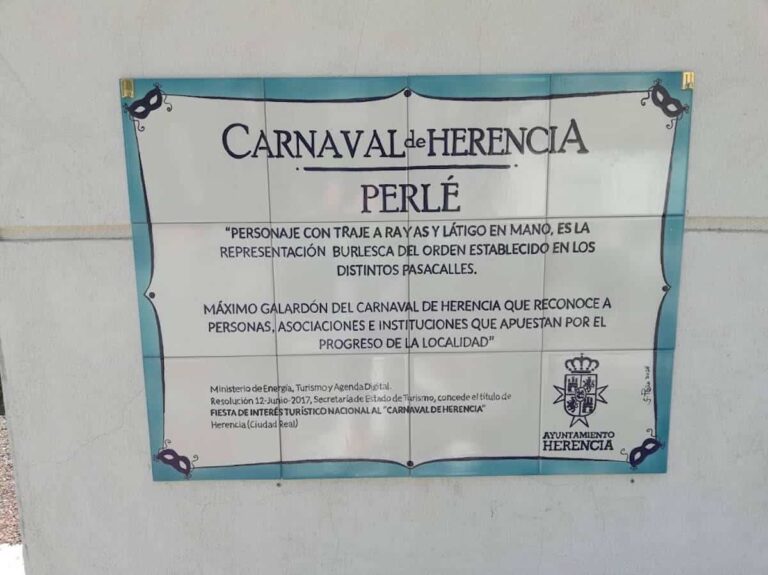 CARNAVAL de HERENCIA
PERLÉ
"PERSONAJE CON TRAJE A RAYAS Y LÁTIGO EN MANO, ES LA
REPRESENTACIÓN BURLESCA DEL ORDEN ESTABLECIDO EN LOS
DISTINTOS PASACALLES.
MÁXIMO GALARDÓN DEL CARNAVAL DE HERENCIA QUE RECONOCE A
PERSONAS, ASOCIACIONES E INSTITUCIONES QUE APUESTAN POR EL
PROGRESO DE LA LOCALIDAD"
Ministerio de Energía, Turismo y Agenda Digital.
Resolución 12-Junio-2017, Secretaría de Estado de Turismo, concede el título de
FIESTA DE INTERÉS TURÍSTICO NACIONAL AL "CARNAVAL DE HERENCIA"
Herencia (Ciudad Real)
AYUNTAMIENTO
HERENCIA